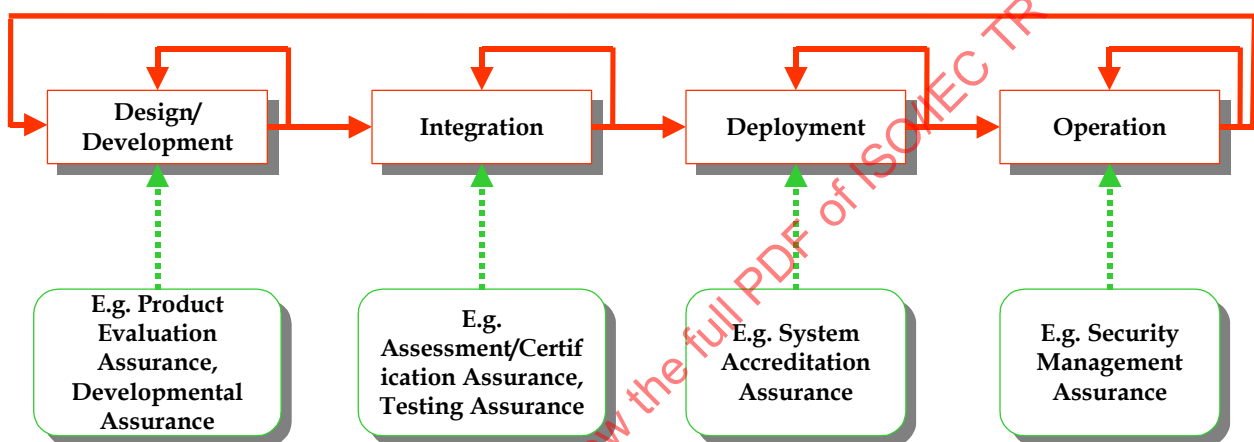 Design/
Development
Integration
Deployment
Operation
E.g. Product
Evaluation
Assurance,
Developmental
Assurance
E.g.
Assessment/Certif
ication Assurance,
Testing Assurance
E.g. System
Accreditation
Assurance
E.g. Security
Management
Assurance
w the full PDF of ISO/IEC TR